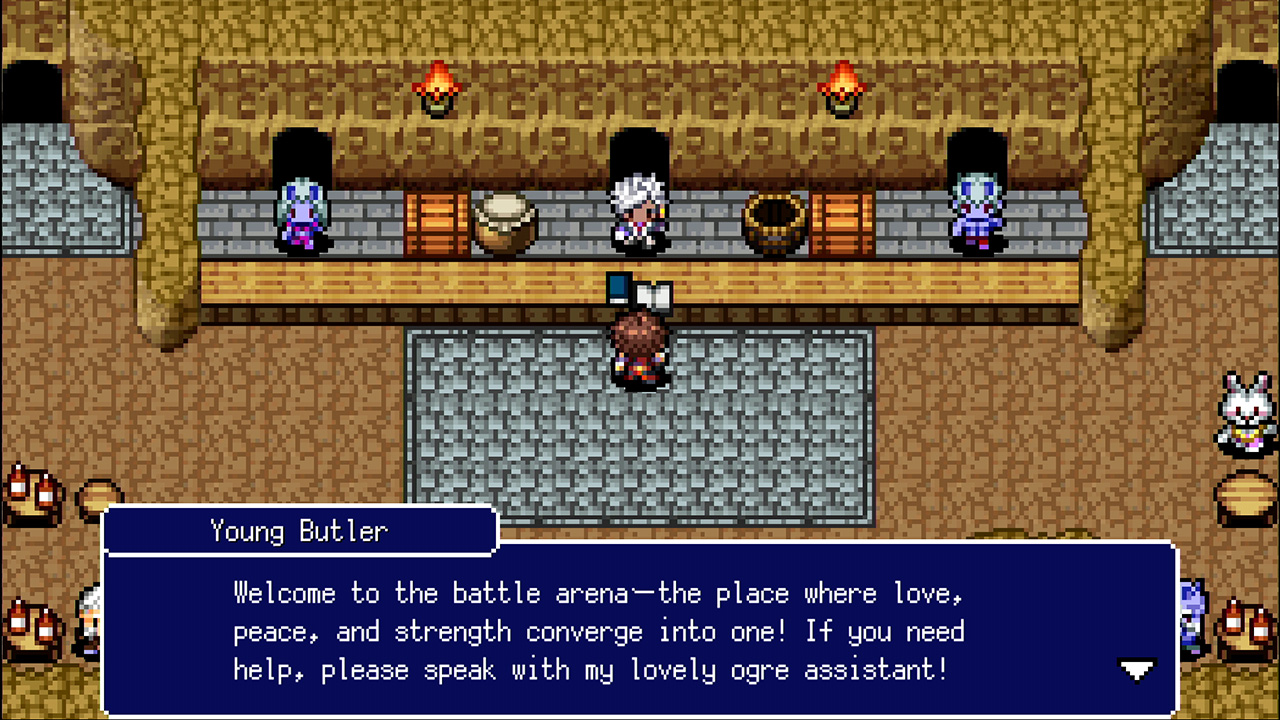 Young Butler
Welcome to the battle arena—the place where love,
peace, and strength converge into one! If you need
help, please speak with my lovely ogre assistant!